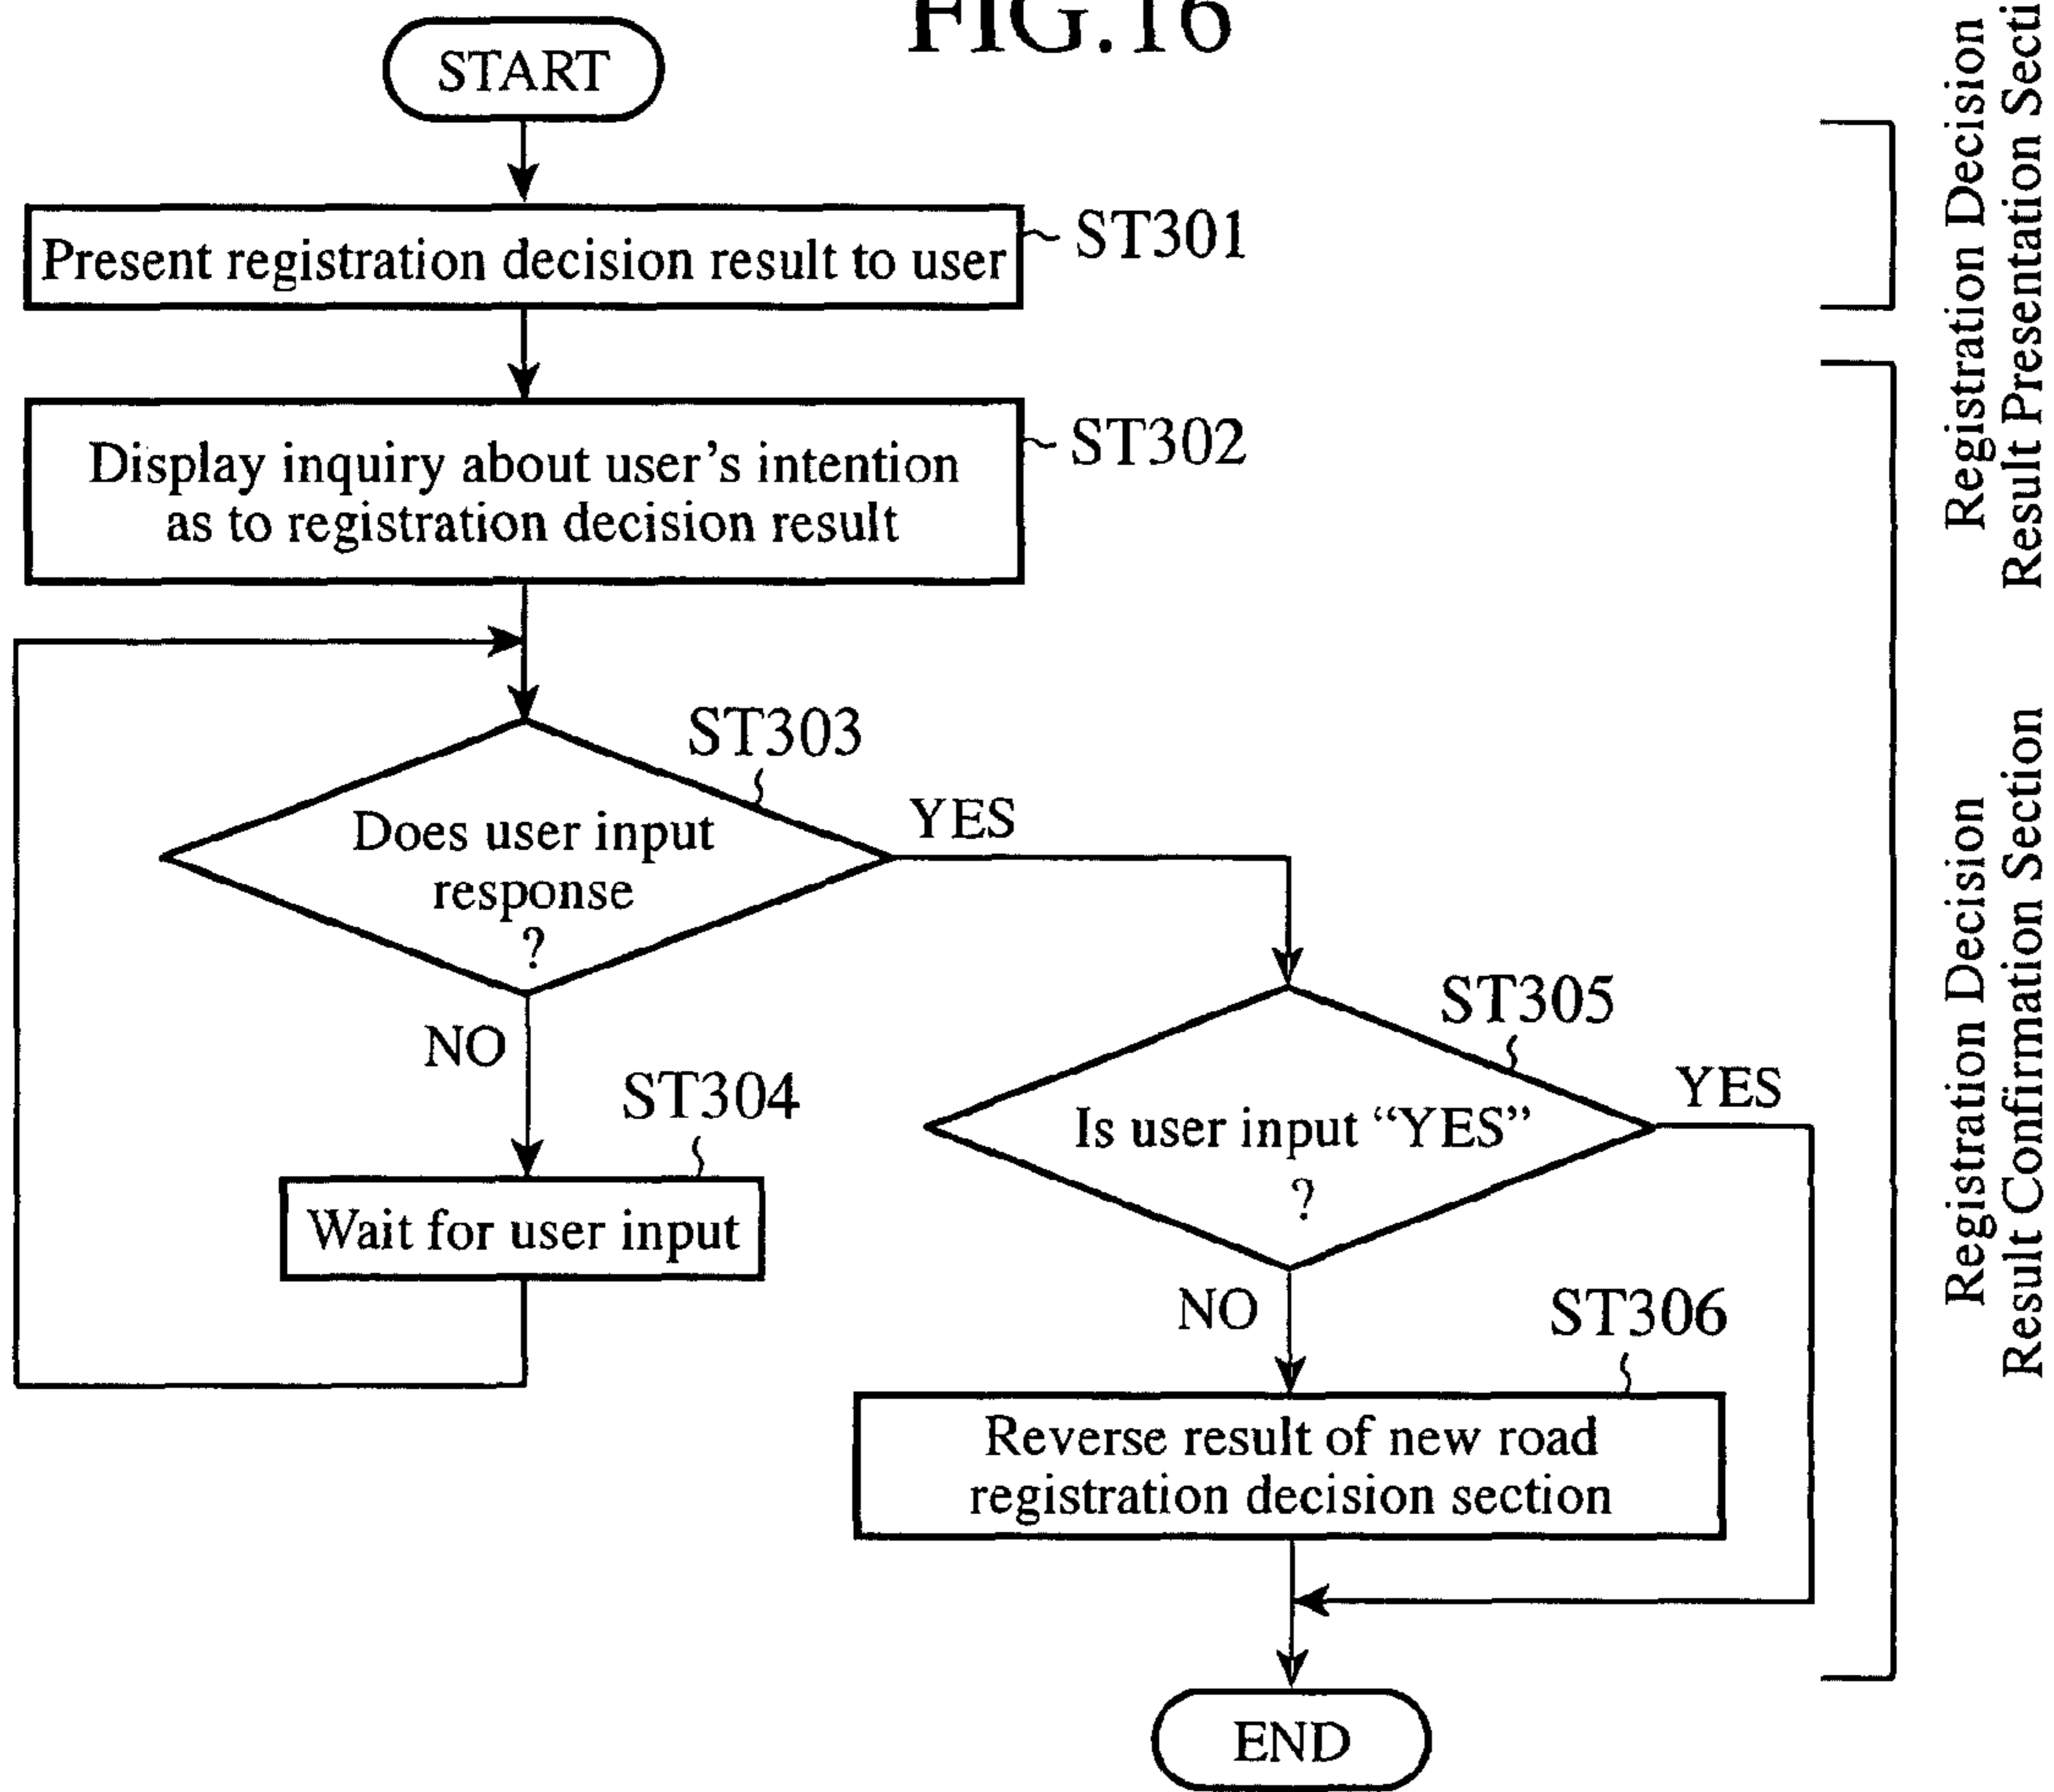 FIG.16
START
Present registration decision result to user
ST301
Display inquiry about user's intention
as to registration decision result
ST302
ST303
Does user input
response
?
YES
NO
ST304
Wait for user input
ST305
Is user input “YES”
?
YES
NO
ST306
Reverse result of new road
registration decision section
END
Registration Decision
Result Presentation Secti
Registration Decision
Result Confirmation Section